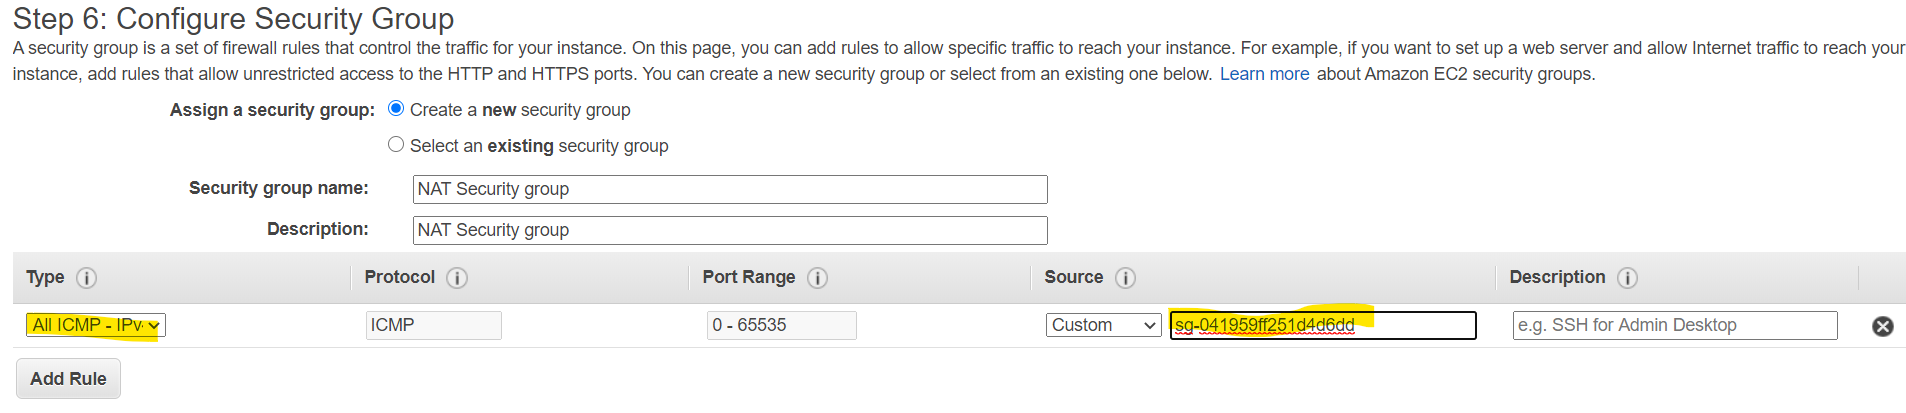 Step 6: Configure Security Group
A security group is a set of firewall rules that control the traffic for your instance. On this page, you can add rules to allow specific traffic to reach your instance. For example, if you want to set up a web server and allow Internet traffic to reach your
instance, add rules that allow unrestricted access to the HTTP and HTTPS ports. You can create a new security group or select from an existing one below. Learn more about Amazon EC2 security groups.
Assign a security group: Create a new security group
Select an existing security group
Security group name: NAT Security group
Description: NAT Security group
Type Protocol Port Range Source Description
All ICMP - IPv ICMP 0 - 65535 Custom sg-041959ff251d4d6dd e.g. SSH for Admin Desktop
Add Rule